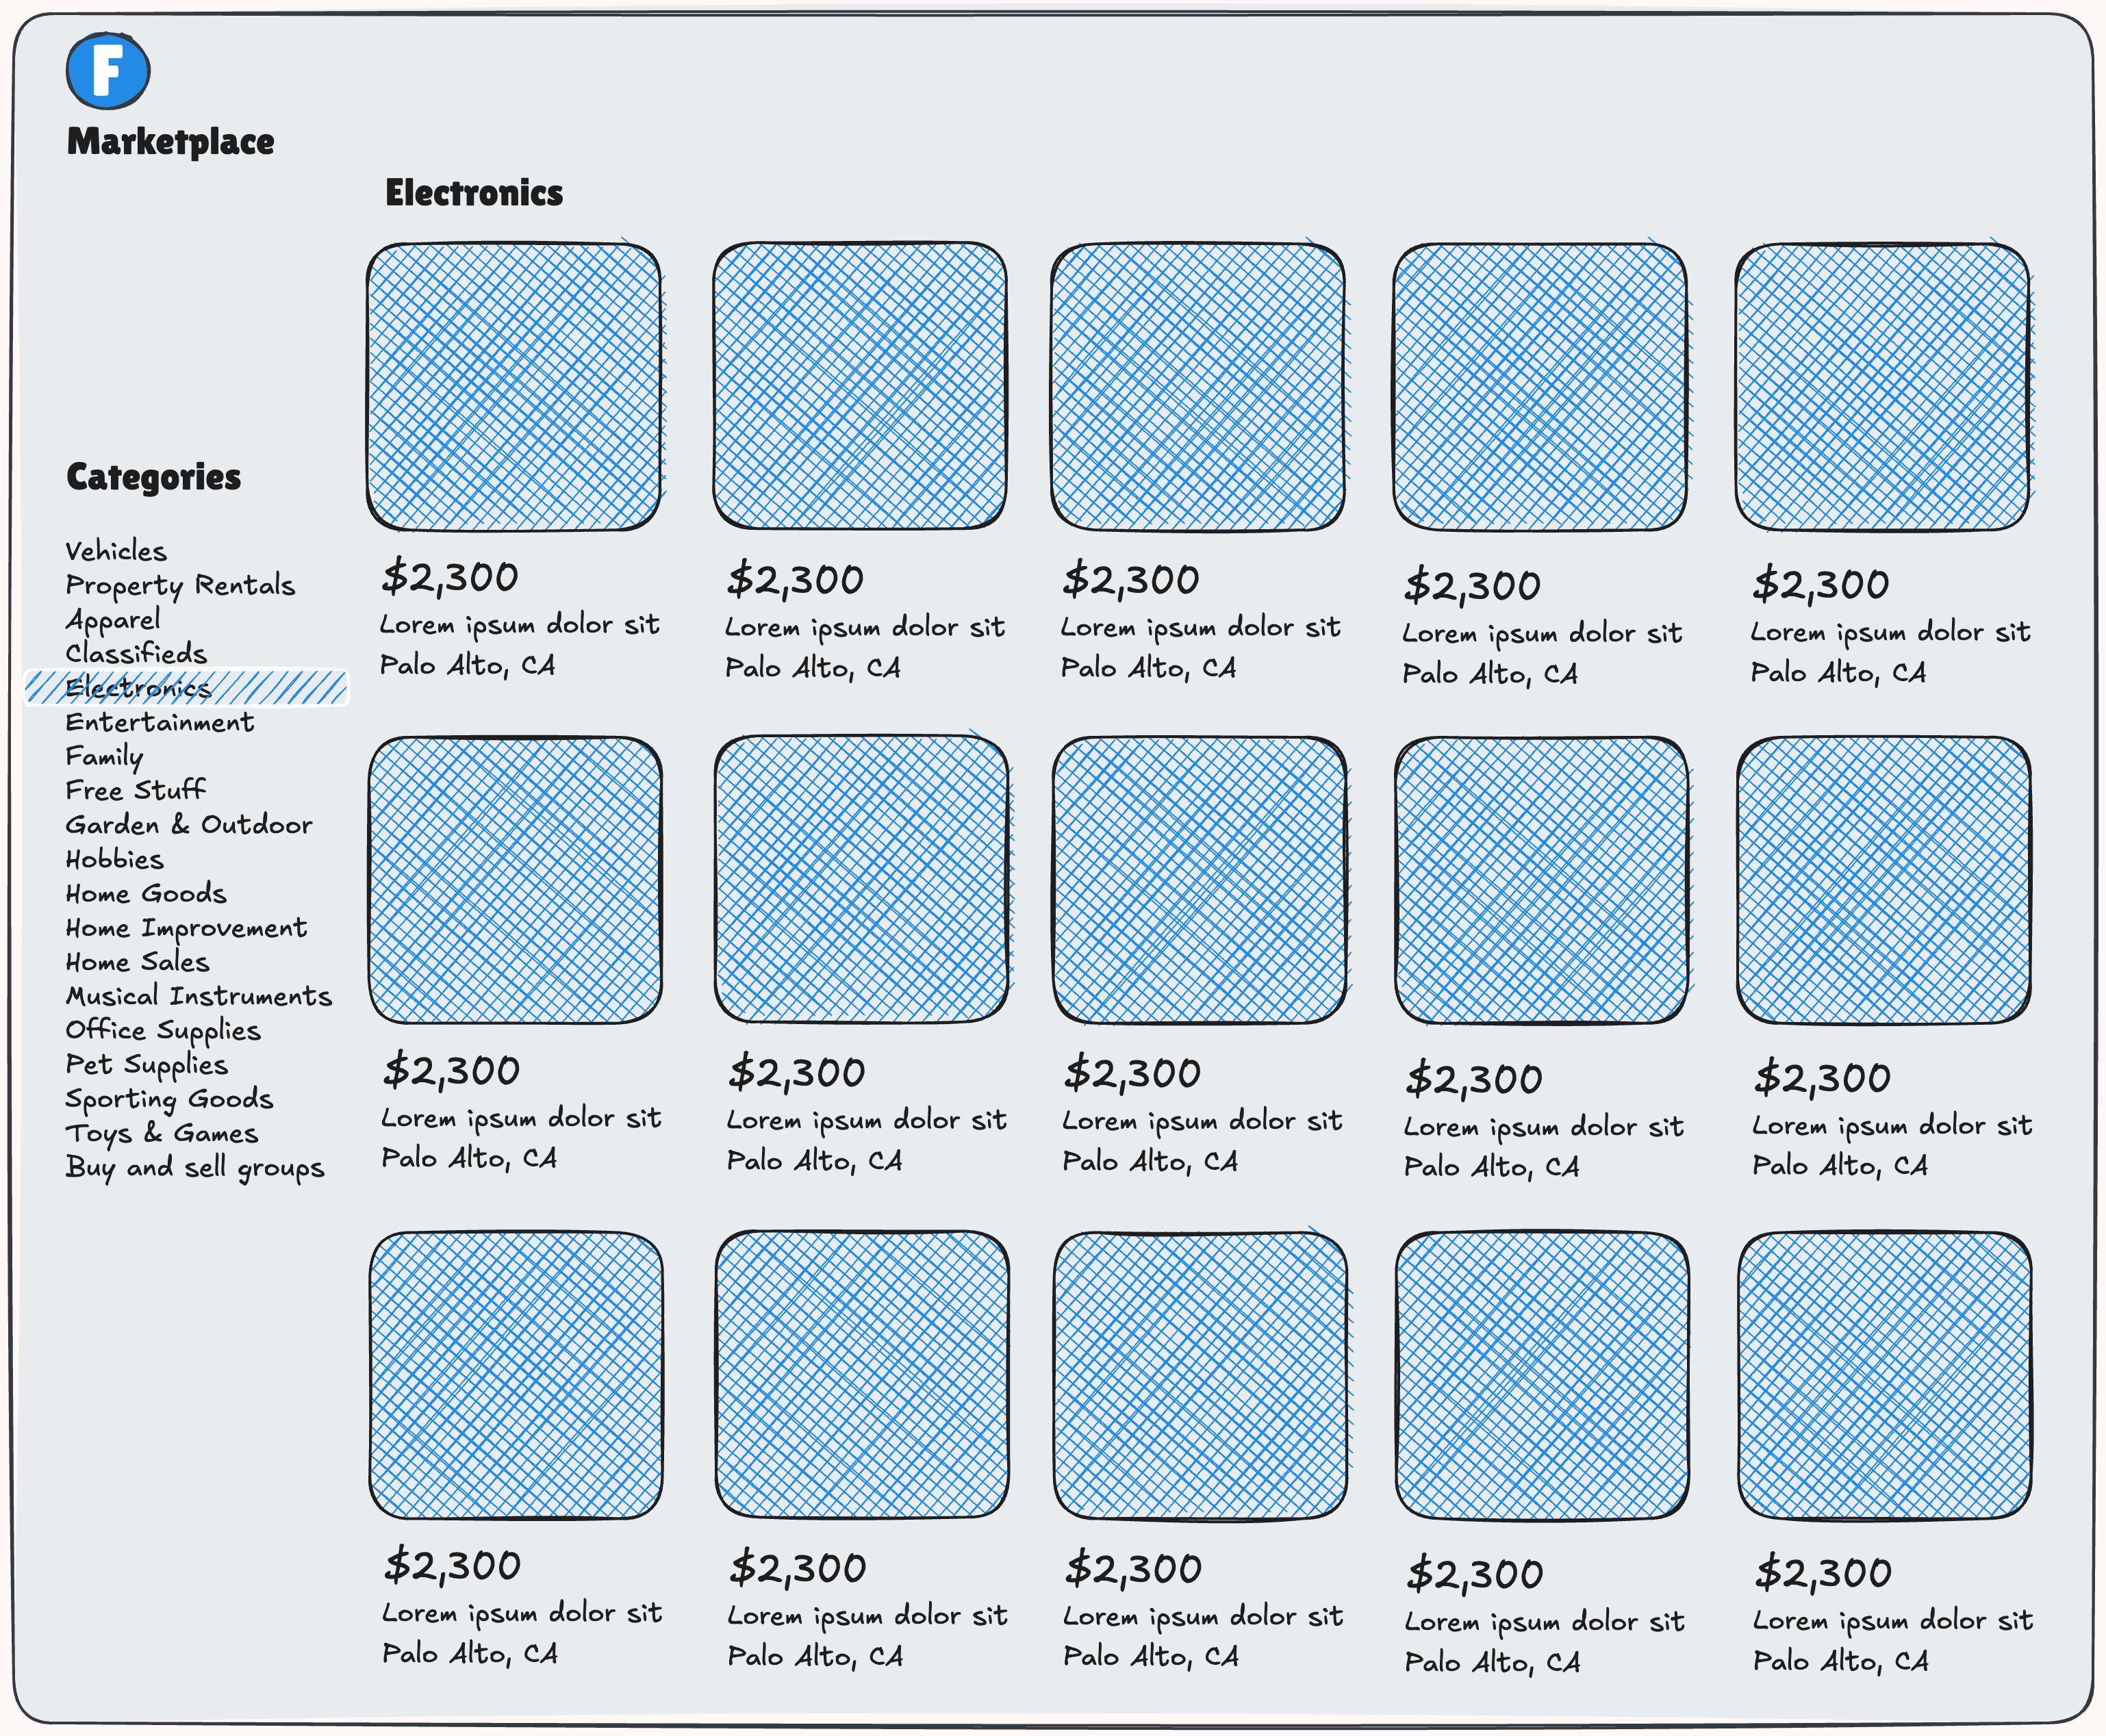 F
Marketplace
Electronics
Categories
Vehicles
Property Rentals
Apparel
Classifieds
Electronics
Entertainment
Family
Free Stuff
Garden & Outdoor
Hobbies
Home Goods
Home Improvement
Home Sales
Musical Instruments
Office Supplies
Pet Supplies
Sporting Goods
Toys & Games
Buy and sell groups
$2,300
Lorem ipsum dolor sit
Palo Alto, CA
$2,300
Lorem ipsum dolor sit
Palo Alto, CA
$2,300
Lorem ipsum dolor sit
Palo Alto, CA
$2,300
Lorem ipsum dolor sit
Palo Alto, CA
$2,300
Lorem ipsum dolor sit
Palo Alto, CA
$2,300
Lorem ipsum dolor sit
Palo Alto, CA
$2,300
Lorem ipsum dolor sit
Palo Alto, CA
$2,300
Lorem ipsum dolor sit
Palo Alto, CA
$2,300
Lorem ipsum dolor sit
Palo Alto, CA
$2,300
Lorem ipsum dolor sit
Palo Alto, CA
$2,300
Lorem ipsum dolor sit
Palo Alto, CA
$2,300
Lorem ipsum dolor sit
Palo Alto, CA
$2,300
Lorem ipsum dolor sit
Palo Alto, CA
$2,300
Lorem ipsum dolor sit
Palo Alto, CA
$2,300
Lorem ipsum dolor sit
Palo Alto, CA